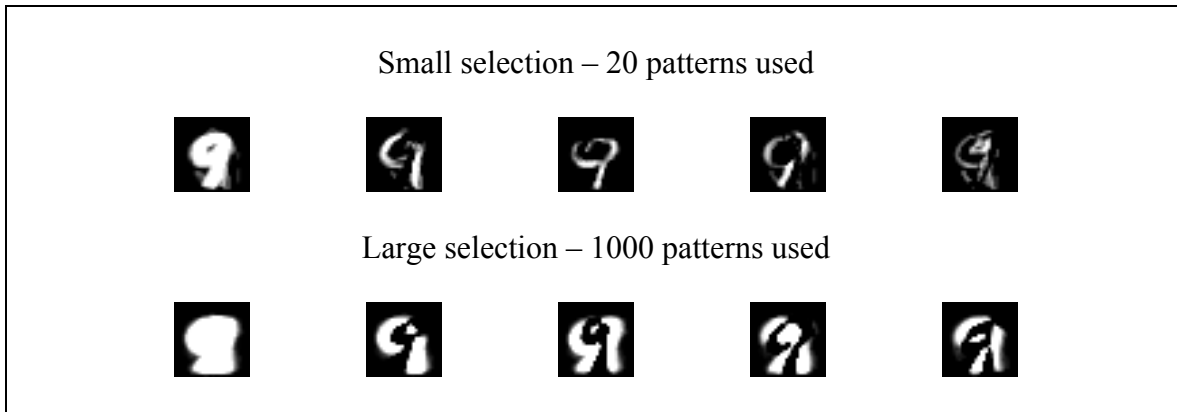 Small selection – 20 patterns used
Large selection – 1000 patterns used